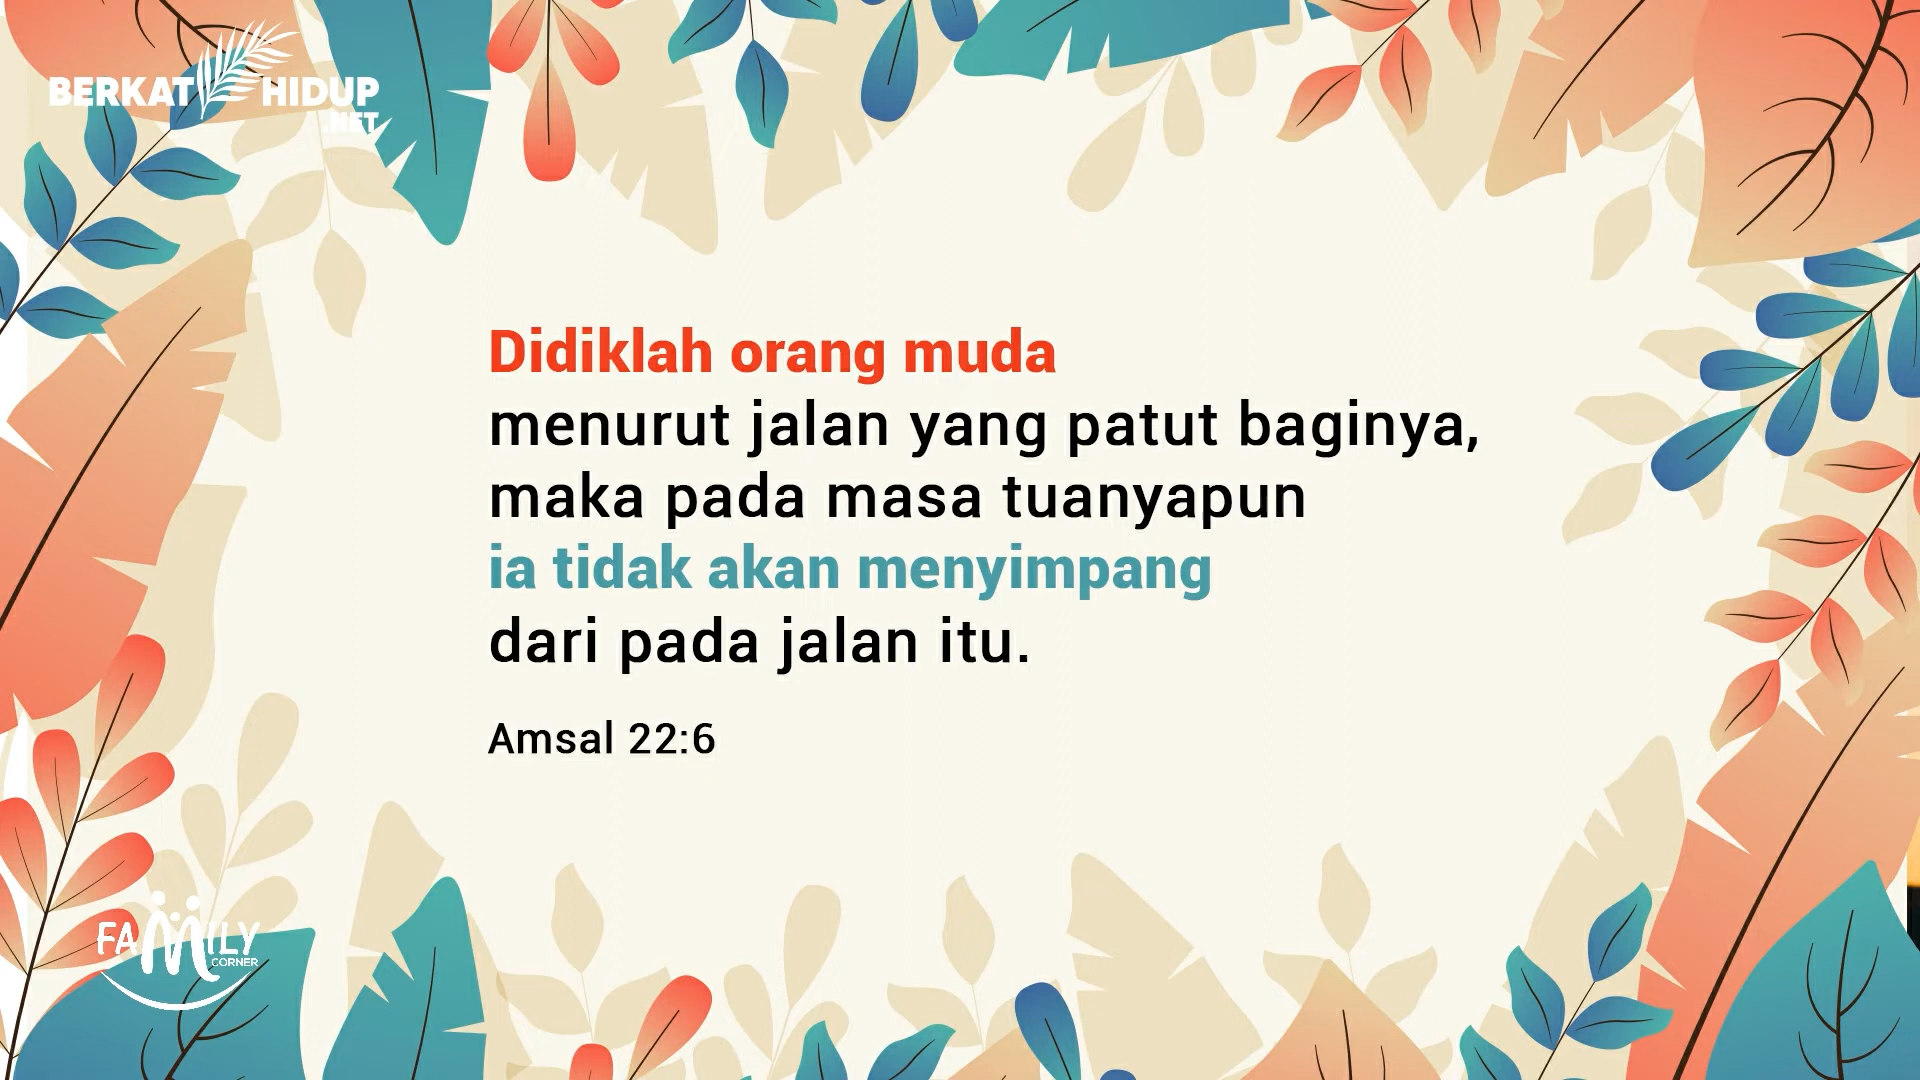 BERKAT HIDUP
.NET
Didiklah orang muda
menurut jalan yang patut baginya,
maka pada masa tuanyapun
ia tidak akan menyimpang
dari pada jalan itu.
Amsal 22:6
FAMILY
CORNER